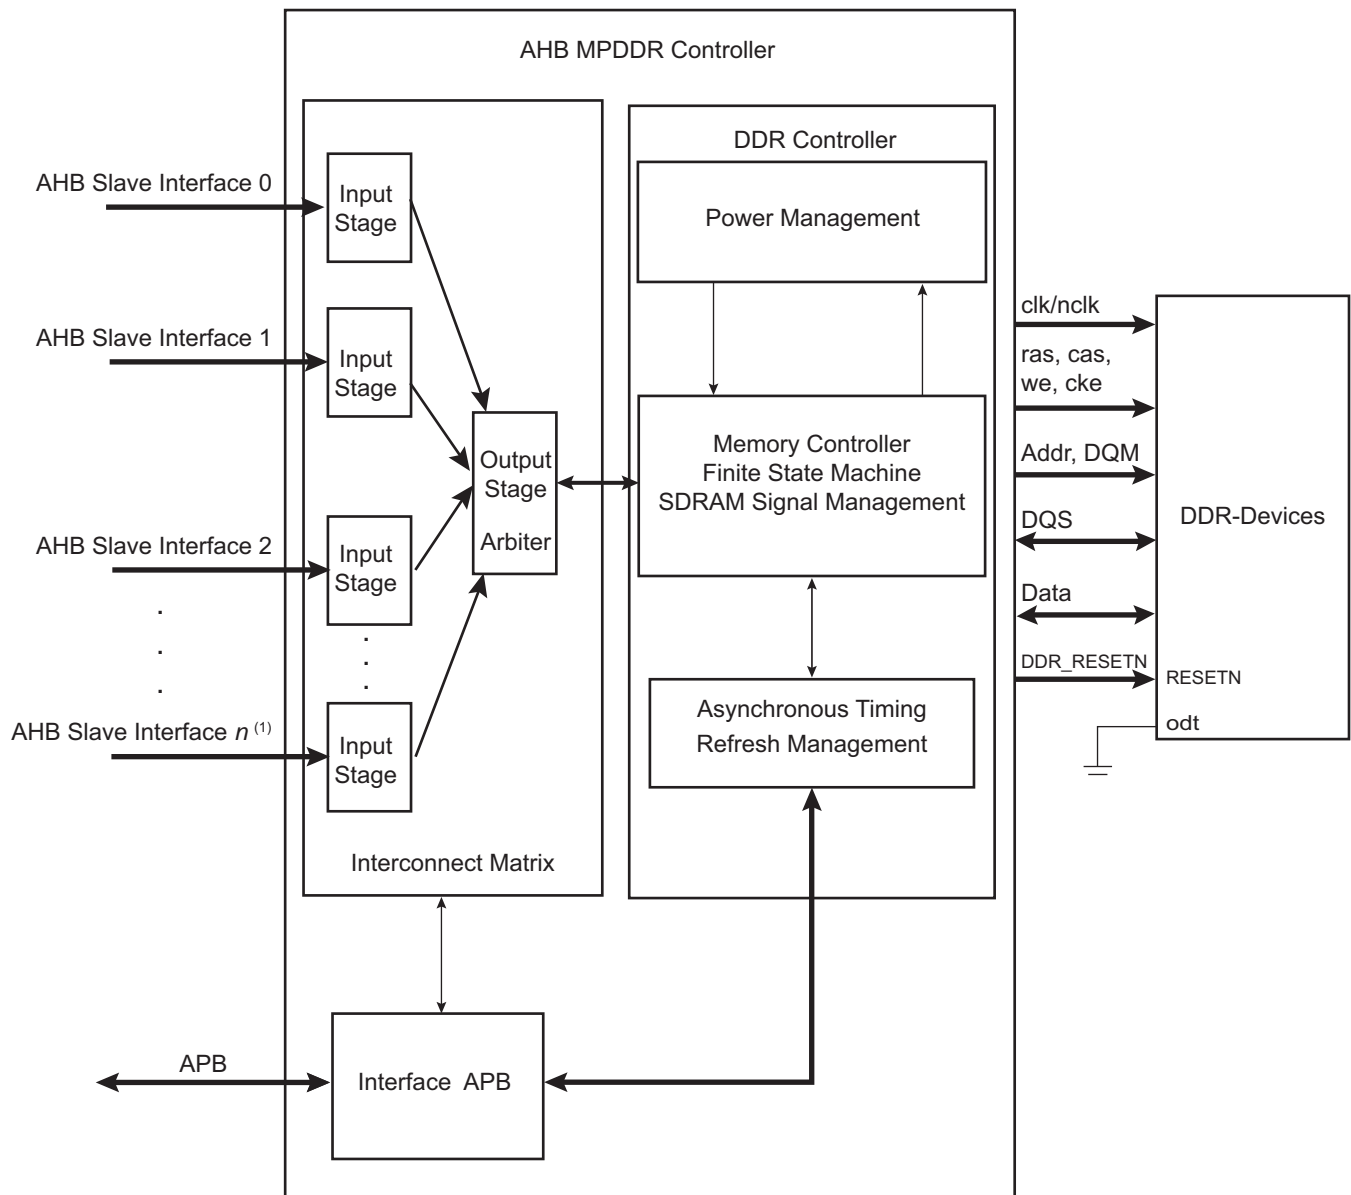 AHB MPDDR Controller
DDR Controller
AHB Slave Interface 0
Input
Stage
Power Management
AHB Slave Interface 1
Input
Stage
clk/nclk
ras, cas,
we, cke
Output
Stage
Arbiter
Memory Controller
Finite State Machine
SDRAM Signal Management
Addr, DQM
DQS
DDR-Devices
AHB Slave Interface 2
Input
Stage
.
.
.
.
.
.
Data
DDR_RESETN
RESETN
odt
AHB Slave Interface n (1)
Input
Stage
Asynchronous Timing
Refresh Management
Interconnect Matrix
APB
Interface APB